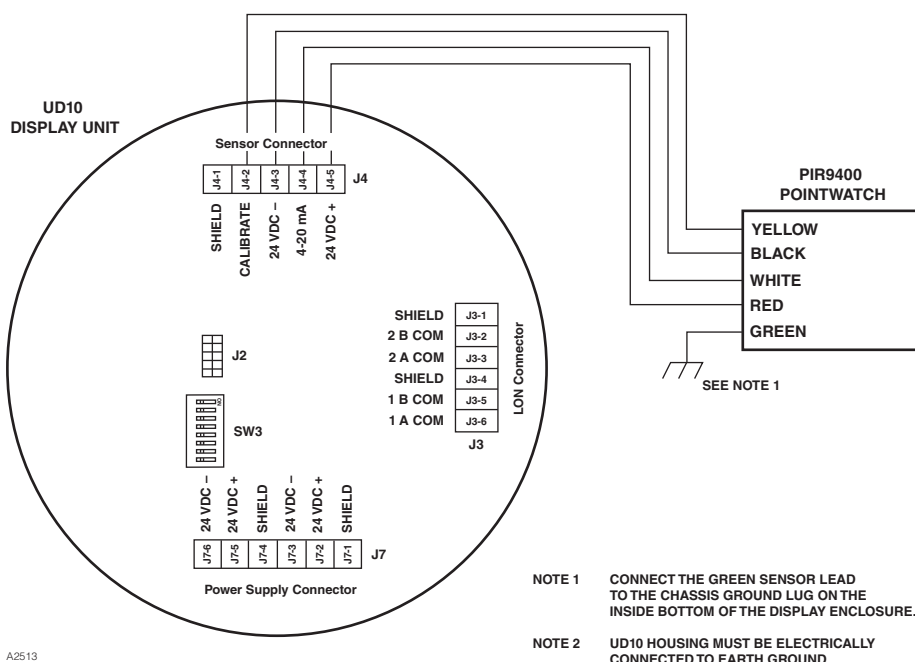 UD10
DISPLAY UNIT
Sensor Connector
J4-1
J4-2
J4-3
J4-4
J4-5
J4
SHIELD
CALIBRATE
24 VDC –
4-20 mA
24 VDC +
PIR9400
POINTWATCH
YELLOW
BLACK
WHITE
RED
GREEN
SEE NOTE 1
SHIELD J3-1
2 B COM J3-2
2 A COM J3-3
SHIELD J3-4
1 B COM J3-5
1 A COM J3-6
LON Connector
J3
J2
ON
SW3
24 VDC –
24 VDC +
SHIELD
24 VDC –
24 VDC +
SHIELD
J7-6
J7-5
J7-4
J7-3
J7-2
J7-1
J7
Power Supply Connector
NOTE 1 CONNECT THE GREEN SENSOR LEAD
TO THE CHASSIS GROUND LUG ON THE
INSIDE BOTTOM OF THE DISPLAY ENCLOSURE.
NOTE 2 UD10 HOUSING MUST BE ELECTRICALLY
CONNECTED TO EARTH GROUND
A2513